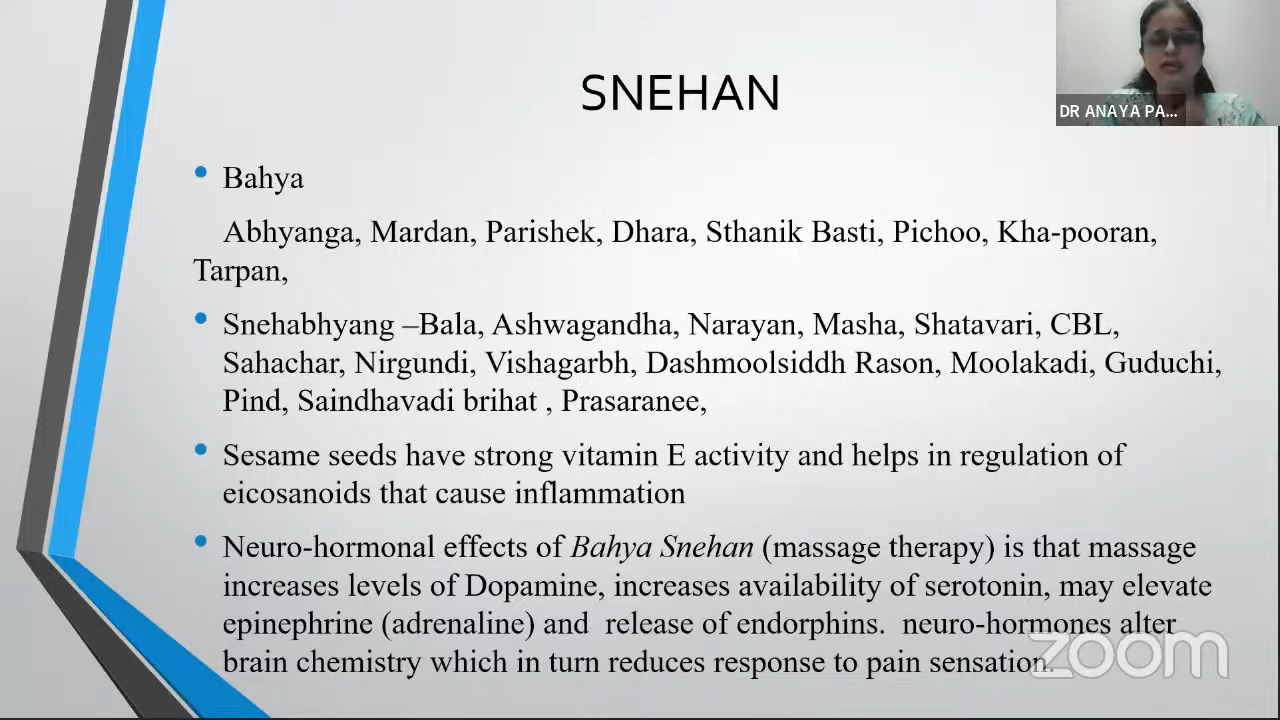 SNEHAN
DR ANAYA PA...
• Bahya
Abhyanga, Mardan, Parishek, Dhara, Sthanik Basti, Pichoo, Kha-pooran,
Tarpan,
• Snehabhyang –Bala, Ashwagandha, Narayan, Masha, Shatavari, CBL,
Sahachar, Nirgundi, Vishagarbh, Dashmoolsiddh Rason, Moolakadi, Guduchi,
Pind, Saindhavadi brihat , Prasaranee,
• Sesame seeds have strong vitamin E activity and helps in regulation of
eicosanoids that cause inflammation
• Neuro-hormonal effects of Bahya Snehan (massage therapy) is that massage
increases levels of Dopamine, increases availability of serotonin, may elevate
epinephrine (adrenaline) and  release of endorphins.  neuro-hormones alter
brain chemistry which in turn reduces response to pain sensation.
zoom